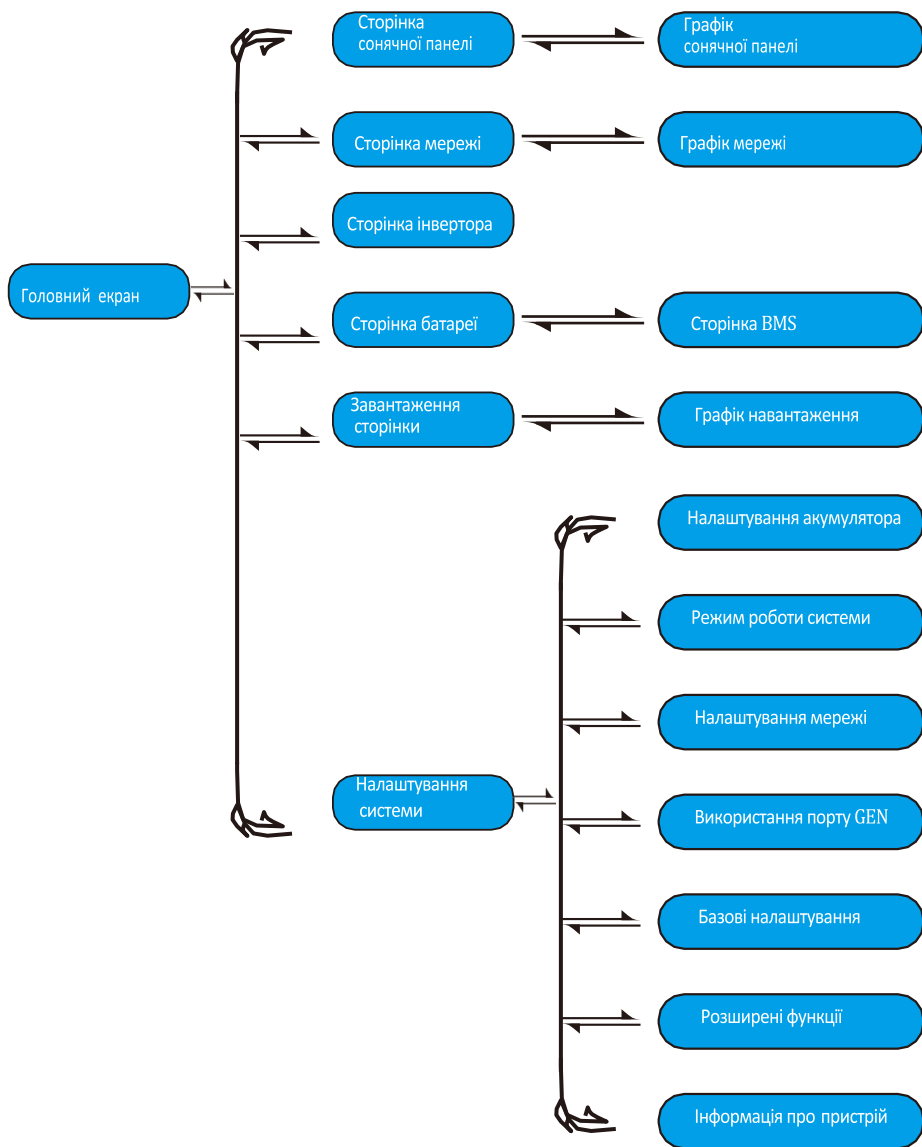 Сторінка
сонячної панелі
Графік
сонячної панелі
Сторінка мережі
Графік мережі
Сторінка інвертора
Головний екран
Сторінка батареї
Сторінка BMS
Завантаження
сторінки
Графік навантаження
Налаштування акумулятора
Режим роботи системи
Налаштування мережі
Налаштування
системи
Використання порту GEN
Базові налаштування
Розширені функції
Інформація про пристрій